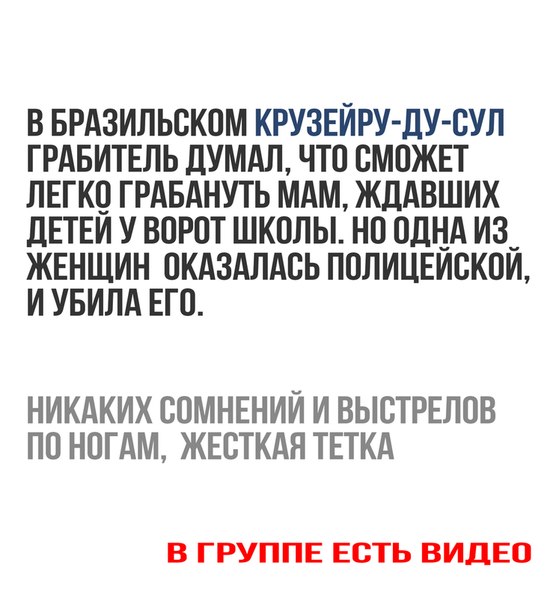 В БРАЗИЛЬСКОМ КРУЗЕЙРУ-ДУ-СУЛ
ГРАБИТЕЛЬ ДУМАЛ, ЧТО СМОЖЕТ
ЛЕГКО ГРАБАНУТЬ МАМ, ЖДАВШИХ
ДЕТЕЙ У ВОРОТ ШКОЛЫ. НО ОДНА ИЗ
ЖЕНЩИН ОКАЗАЛАСЬ ПОЛИЦЕЙСКОЙ,
И УБИЛА ЕГО.
НИКАКИХ СОМНЕНИЙ И ВЫСТРЕЛОВ
ПО НОГАМ, ЖЕСТКАЯ ТЕТКА
В ГРУППЕ ЕСТЬ ВИДЕО